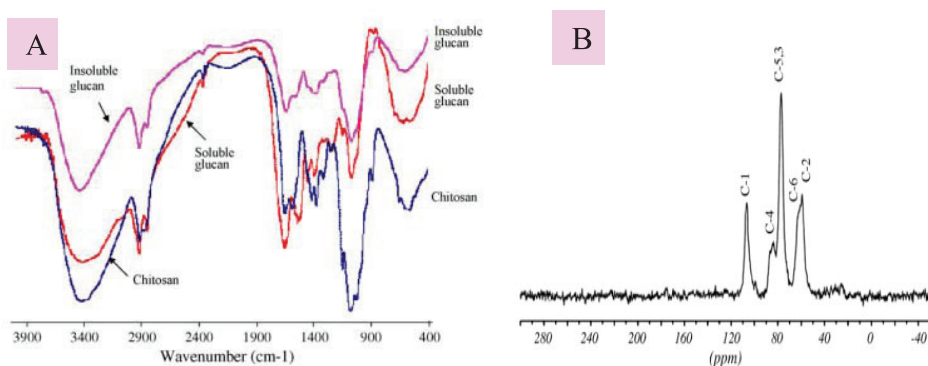 A
Insoluble
glucan
Insoluble
glucan
Soluble
glucan
Soluble
glucan
Chitosan
Chitosan
3900 3400 2900 2400 1900 1400 900 400
Wavenumber (cm-1)
B
C-1
C-4
C-5,3
C-6
C-2
280 240 200 160 120 80 40 0 -40
(ppm)